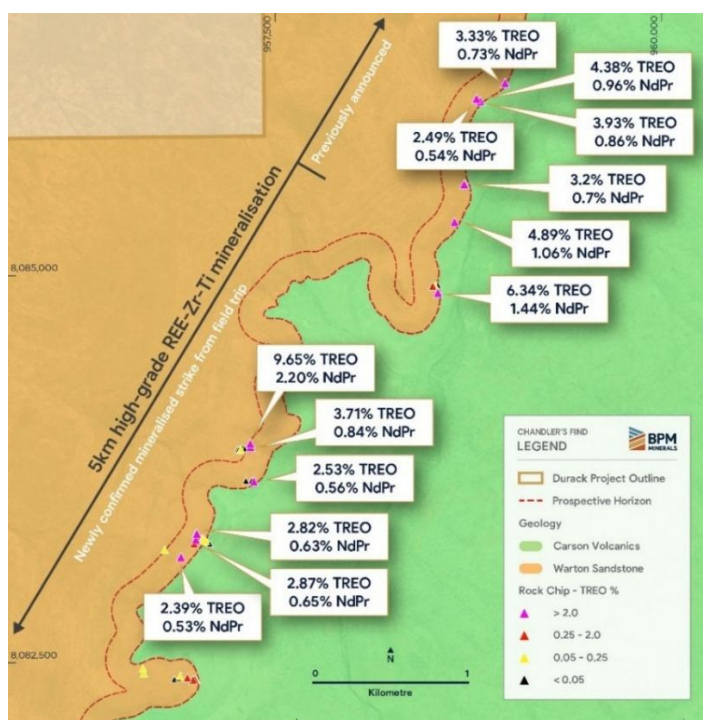 957,500
960,000
3.33% TREO
0.73% NdPr
4.38% TREO
0.96% NdPr
3.93% TREO
0.86% NdPr
2.49% TREO
0.54% NdPr
3.2% TREO
0.7% NdPr
4.89% TREO
1.06% NdPr
6.34% TREO
1.44% NdPr
Previously announced
5km high-grade REE-Zr-Ti mineralisation
Newly confirmed mineralised strike from field trip
8,085,000
9.65% TREO
2.20% NdPr
3.71% TREO
0.84% NdPr
2.53% TREO
0.56% NdPr
2.82% TREO
0.63% NdPr
2.87% TREO
0.65% NdPr
2.39% TREO
0.53% NdPr
8,082,500
N
0 1
Kilometre
CHANDLER'S FIND
LEGEND
BPM
MINERALS
Durack Project Outline
Prospective Horizon
Geology
Carson Volcanics
Warton Sandstone
Rock Chip - TREO %
> 2.0
0.25 - 2.0
0.05 - 0.25
< 0.05